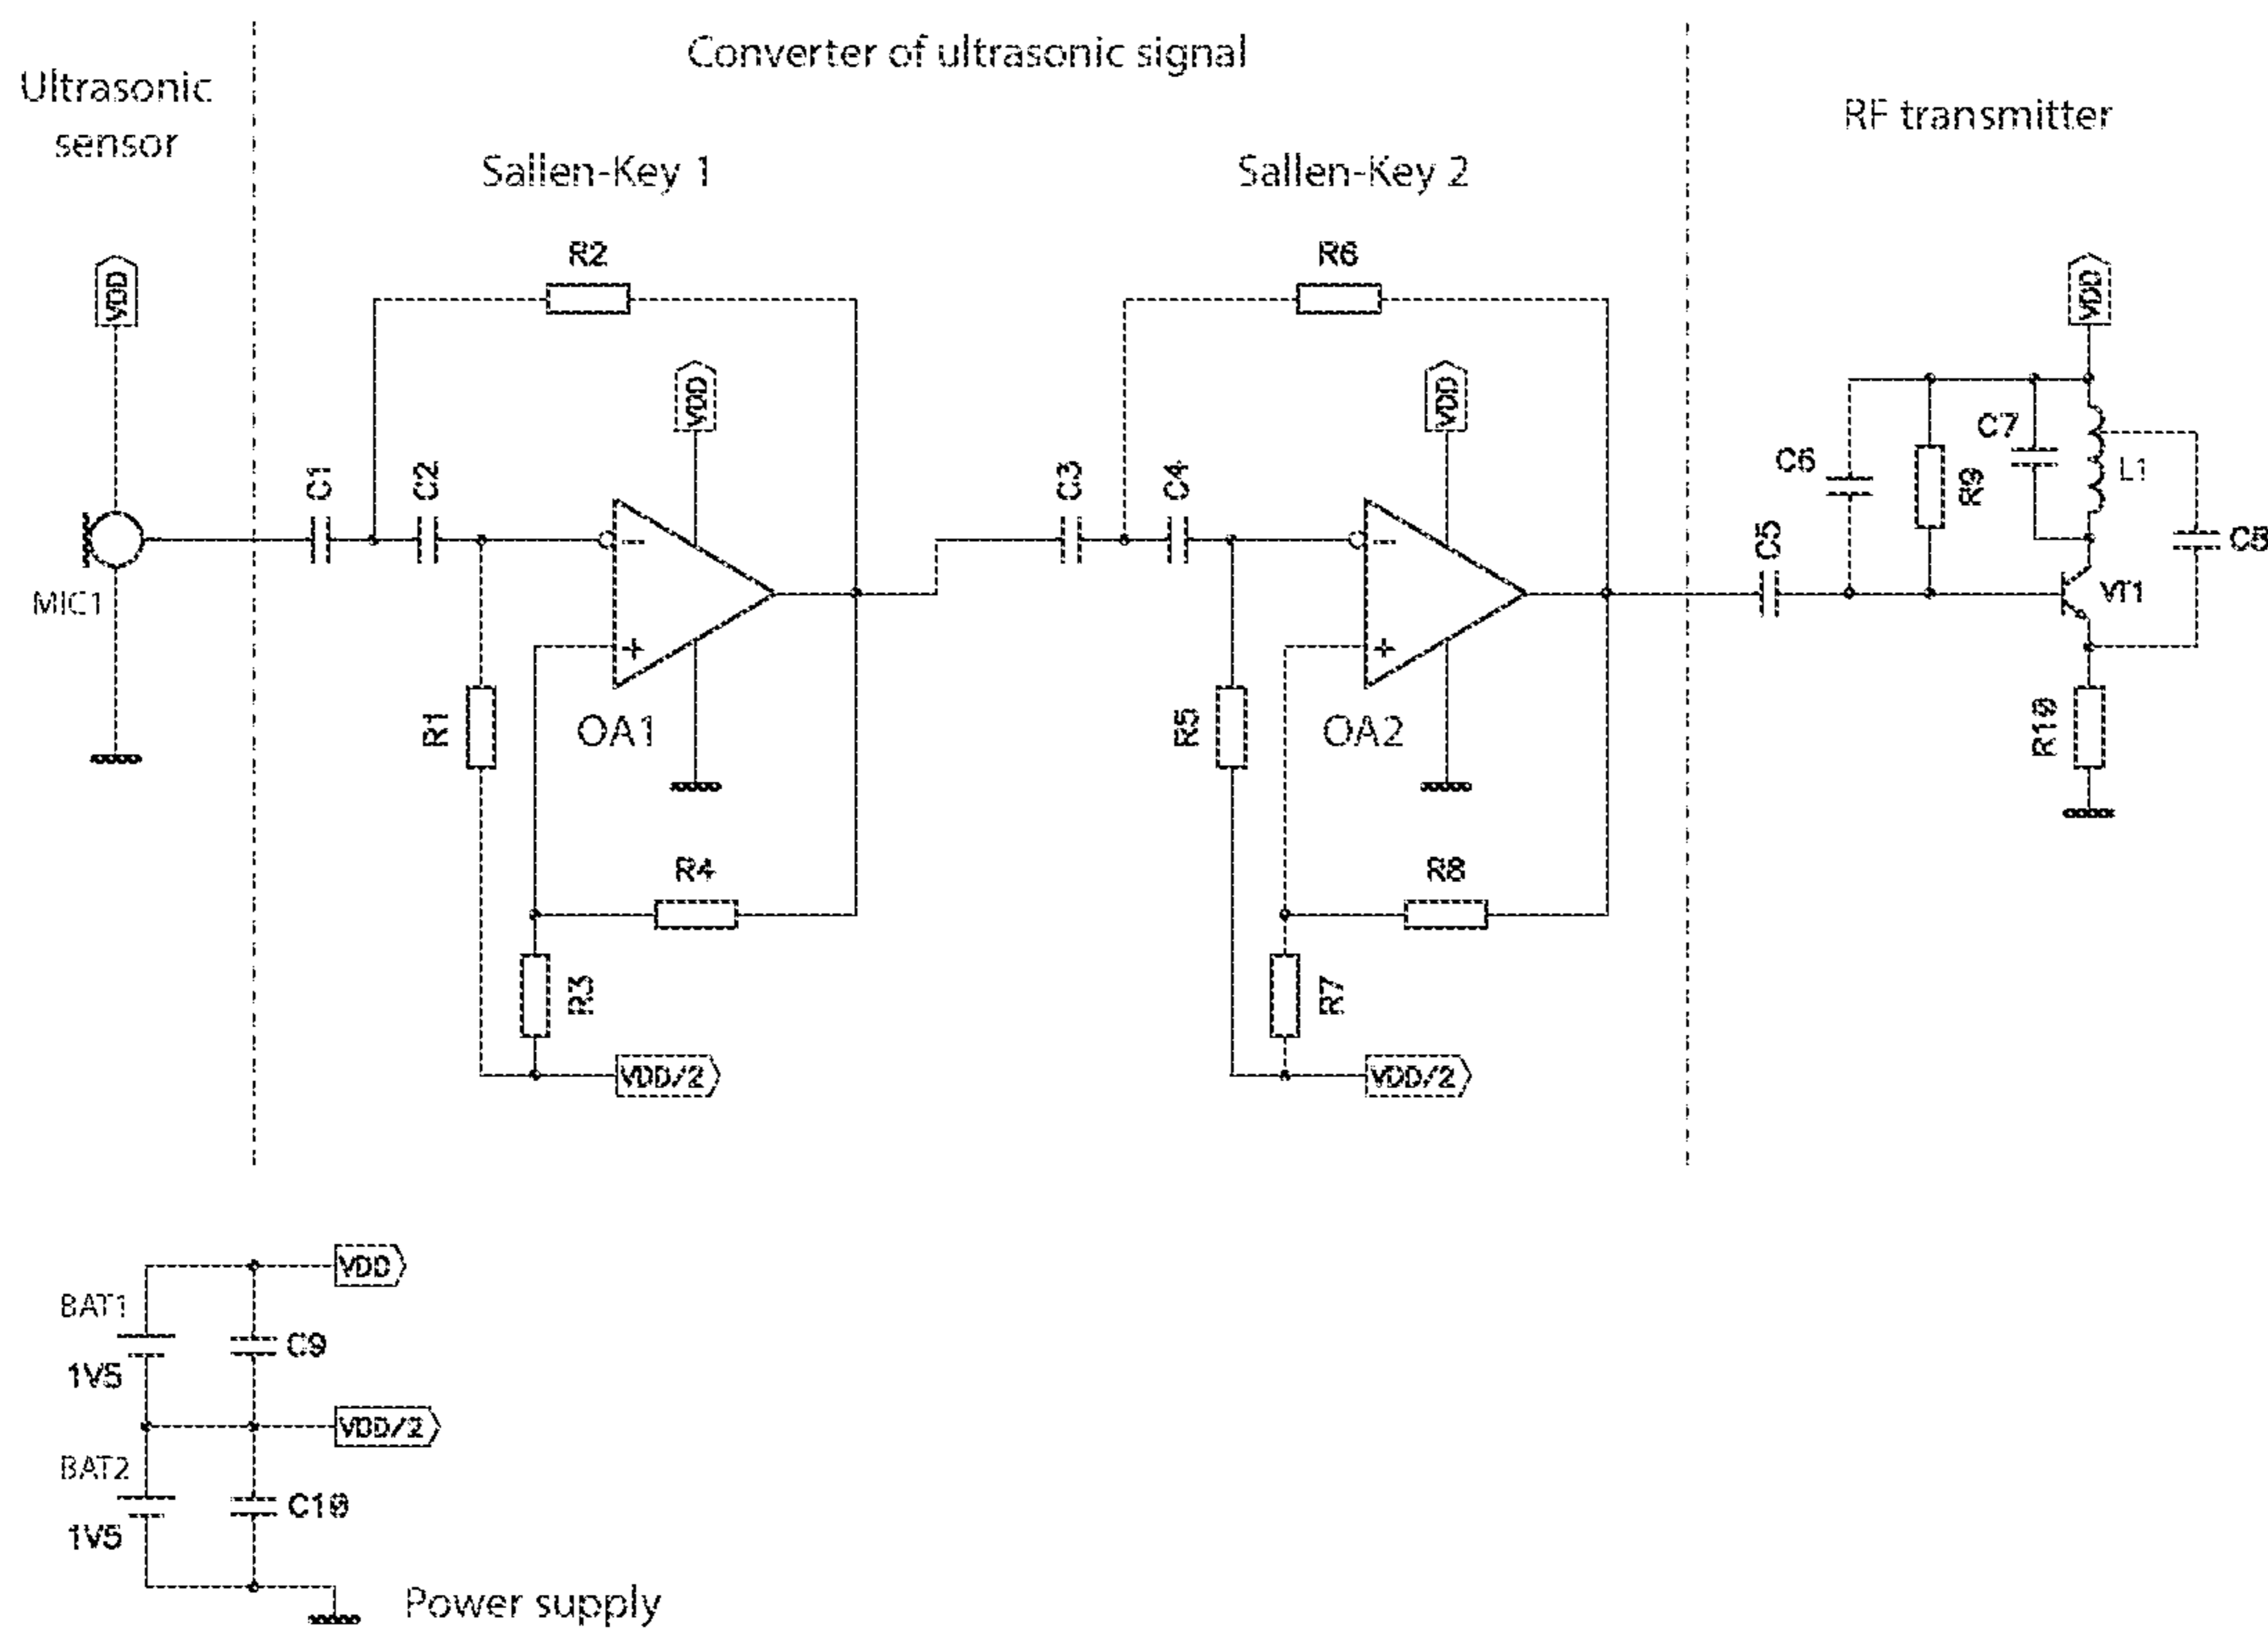 Converter of ultrasonic signal
Ultrasonic
sensor
RF transmitter
Sallen-Key 1
Sallen-Key 2
R2
R6
VDD
VDD
VDD
VDD
C1
C2
C3
C4
C5
C6
R9
C7
L1
C8
MIC1
-
-
VT1
+
+
R1
OA1
R5
OA2
R10
R4
R8
R3
R7
VDD/2
VDD/2
VDD
BAT1
1V5
C9
VDD/2
BAT2
1V5
C10
Power supply